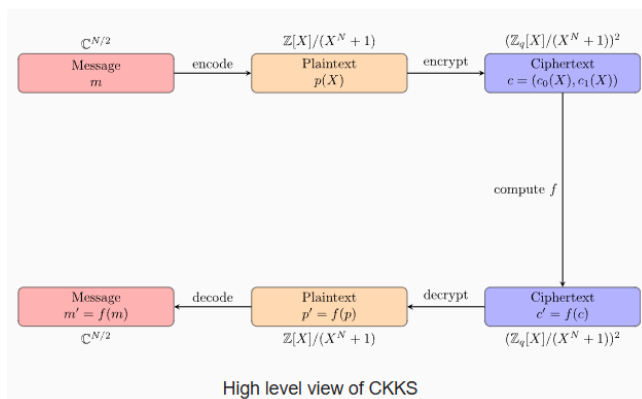 ℂ^{N/2}
ℤ[X]/(X^N + 1)
(ℤ_q[X]/(X^N + 1))^2
Message
m
encode
Plaintext
p(X)
encrypt
Ciphertext
c = (c_0(X), c_1(X))
compute f
Message
m′ = f(m)
decode
Plaintext
p′ = f(p)
decrypt
Ciphertext
c′ = f(c)
ℂ^{N/2}
ℤ[X]/(X^N + 1)
(ℤ_q[X]/(X^N + 1))^2
High level view of CKKS